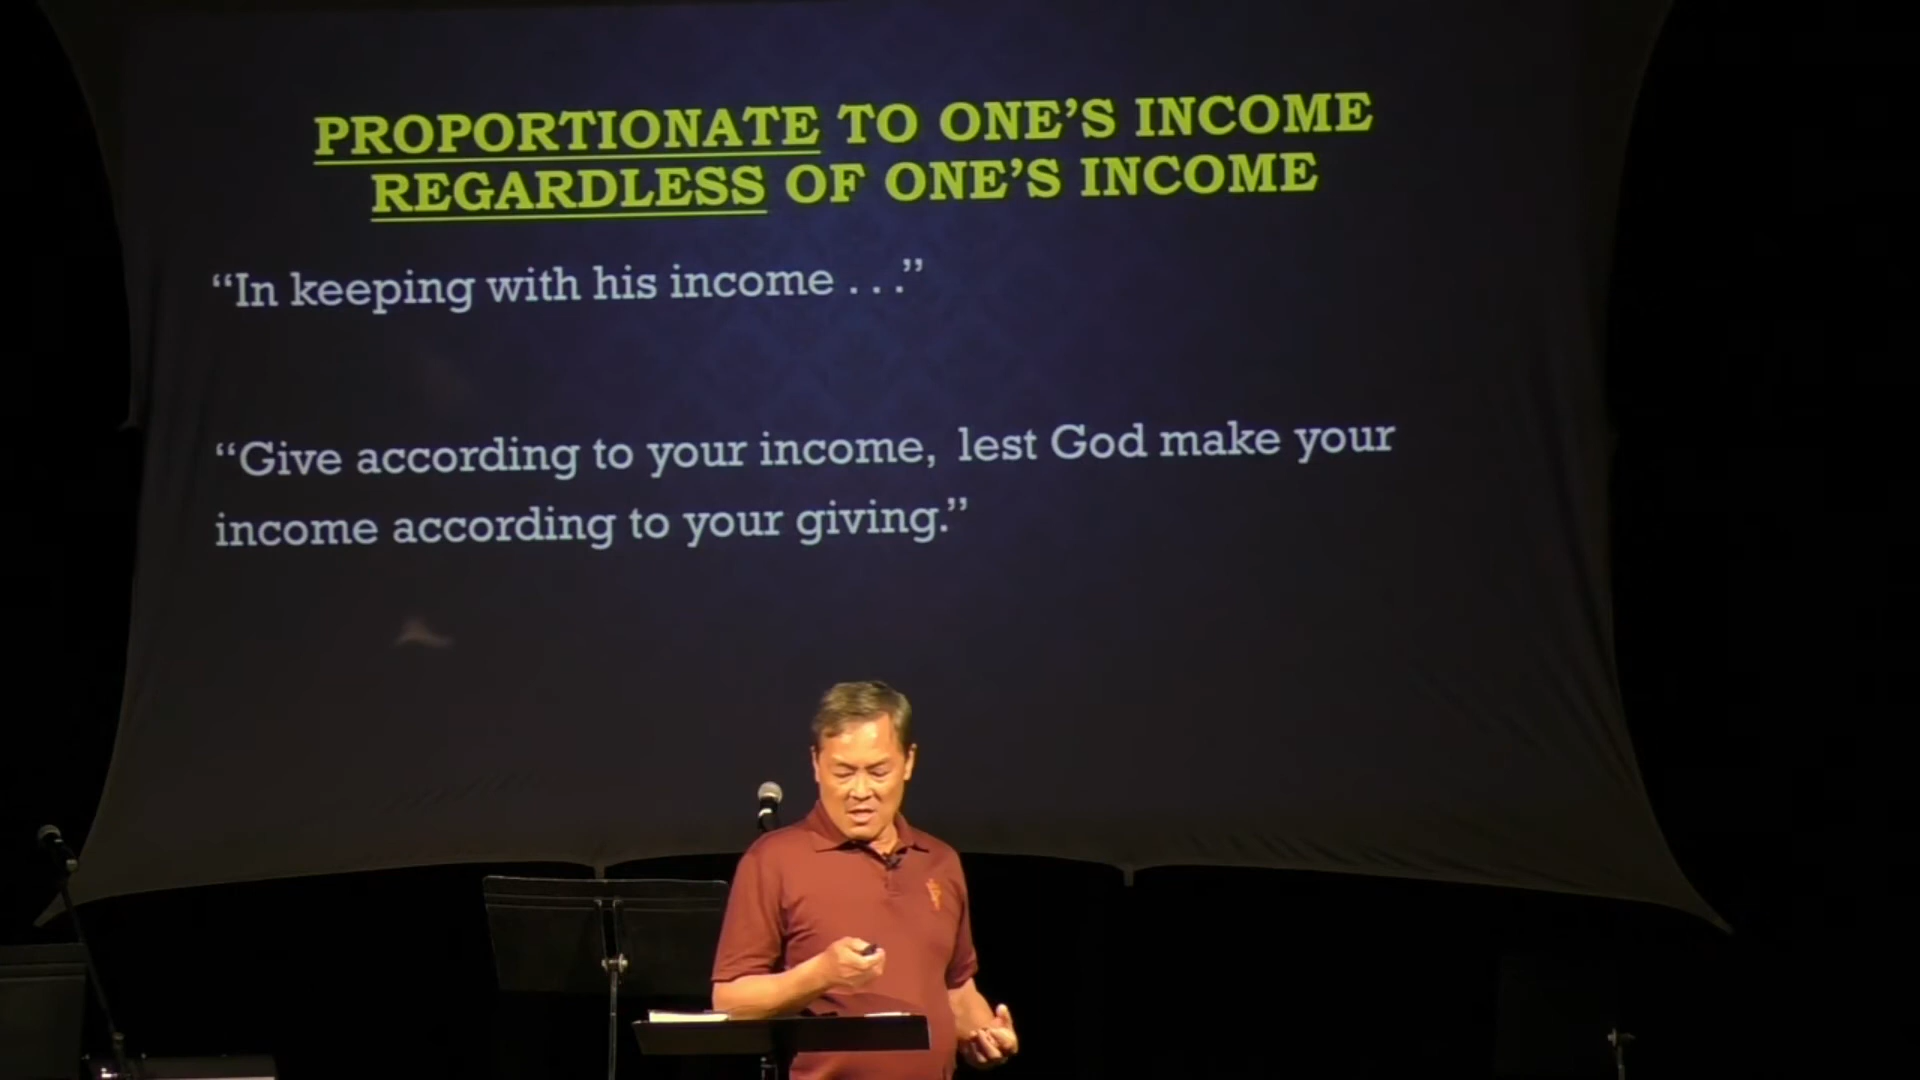 PROPORTIONATE TO ONE’S INCOME
REGARDLESS OF ONE’S INCOME
“In keeping with his income . . .”
“Give according to your income, lest God make your
income according to your giving.”